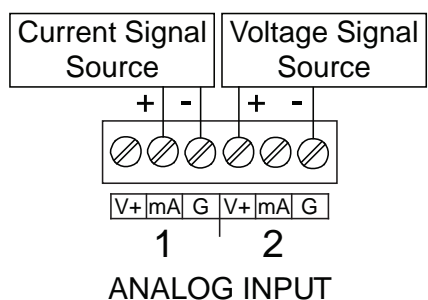 Current Signal Source
Voltage Signal Source
+ - + -
V+ mA G V+ mA G
1 2
ANALOG INPUT